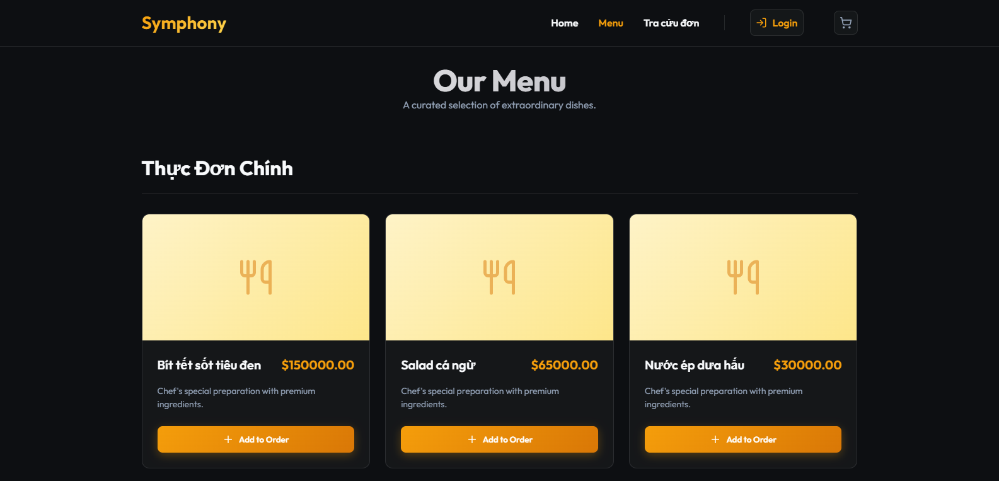 Symphony
Home
Menu
Tra cứu đơn
Login
Our Menu
A curated selection of extraordinary dishes.
Thực Đơn Chính
Bít tết sốt tiêu đen
$150000.00
Chef's special preparation with premium
ingredients.
Add to Order
Salad cá ngừ
$65000.00
Chef's special preparation with premium
ingredients.
Add to Order
Nước ép dưa hấu
$30000.00
Chef's special preparation with premium
ingredients.
Add to Order